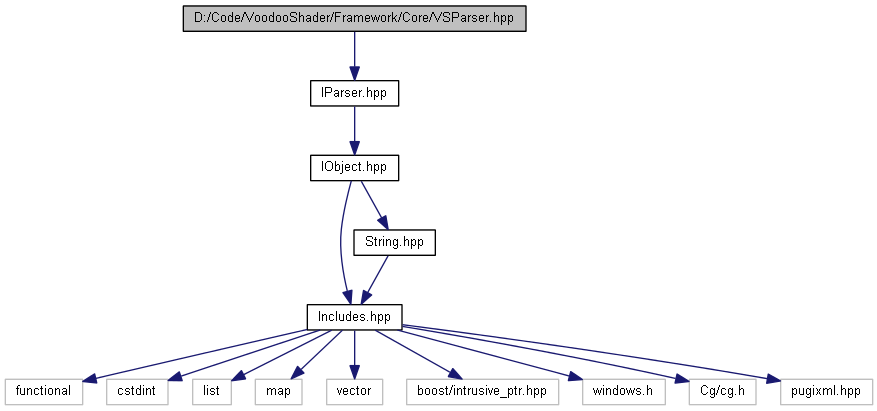 D:/Code/VoodooShader/Framework/Core/VSParser.hpp
IParser.hpp
IObject.hpp
String.hpp
Includes.hpp
functional
cstdint
list
map
vector
boost/intrusive_ptr.hpp
windows.h
Cg/cg.h
pugixml.hpp